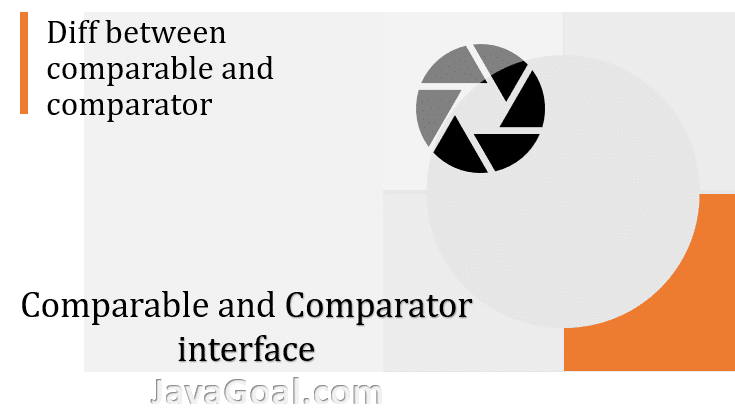 Diff between
comparable and
comparator
Comparable and Comparator
interface
JavaGoal.com